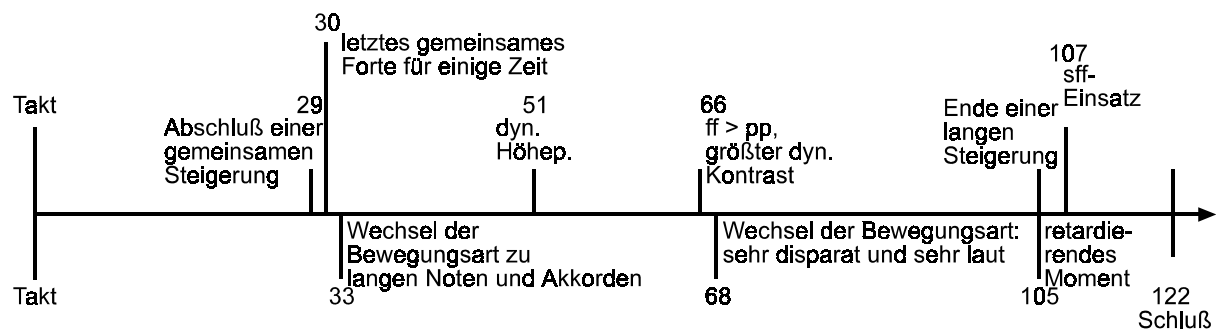 Takt
29
Abschluß einer
gemeinsamen
Steigerung
30
letztes gemeinsames
Forte für einige Zeit
51
dyn.
Höhep.
66
ff > pp,
größter dyn.
Kontrast
Ende einer
langen
Steigerung
107
sff-
Einsatz
Takt
Wechsel der
Bewegungsart zu
langen Noten und Akkorden
33
Wechsel der Bewegungsart:
sehr disparat und sehr laut
68
retardie-
rendes
Moment
105
122
Schluß